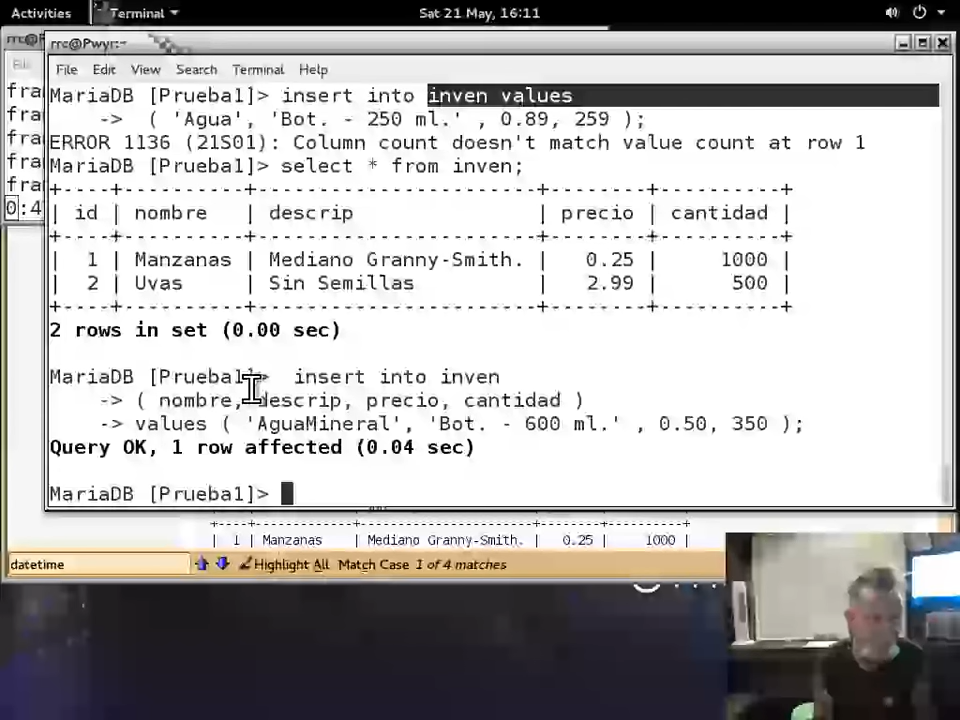 Activities Terminal Sat 21 May, 16:11
rrc@Pwyr:~
File Edit View Search Terminal Help
MariaDB [Prueba1]> insert into inven values
-> ( 'Agua', 'Bot. - 250 ml.' , 0.89, 259 );
ERROR 1136 (21S01): Column count doesn't match value count at row 1
MariaDB [Prueba1]> select * from inven;
+----+----------+-----------------------+--------+----------+
| id | nombre | descrip | precio | cantidad |
+----+----------+-----------------------+--------+----------+
| 1 | Manzanas | Mediano Granny-Smith. | 0.25 | 1000 |
| 2 | Uvas | Sin Semillas | 2.99 | 500 |
+----+----------+-----------------------+--------+----------+
2 rows in set (0.00 sec)
MariaDB [Prueba1]> insert into inven
-> ( nombre, descrip, precio, cantidad )
-> values ( 'AguaMineral', 'Bot. - 600 ml.' , 0.50, 350 );
Query OK, 1 row affected (0.04 sec)
MariaDB [Prueba1]>
+----+----------+-----------------------+--------+----------+
| 1 | Manzanas | Mediano Granny-Smith. | 0.25 | 1000 |
datetime Highlight All Match Case 1 of 4 matches